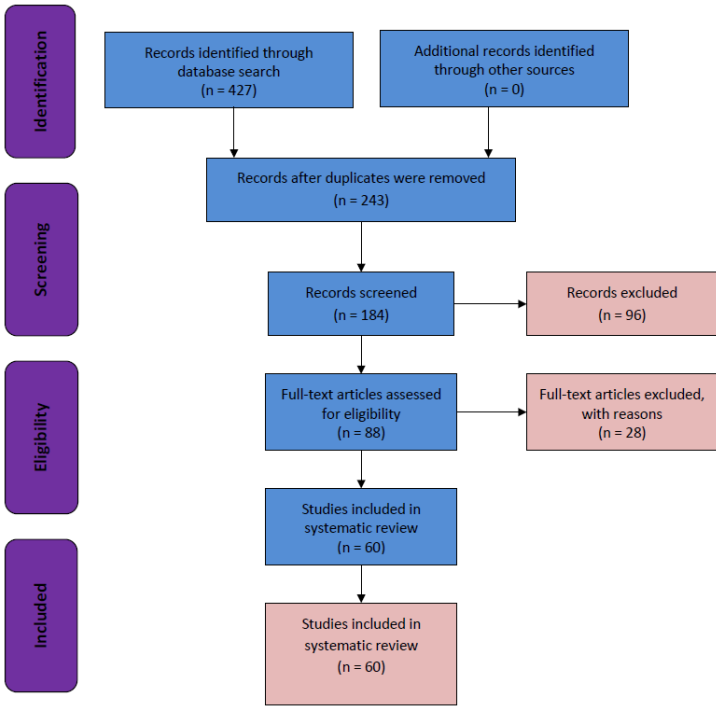 Identification
Records identified through
database search
(n = 427)
Additional records identified
through other sources
(n = 0)
Records after duplicates were removed
(n = 243)
Screening
Records screened
(n = 184)
Records excluded
(n = 96)
Eligibility
Full-text articles assessed
for eligibility
(n = 88)
Full-text articles excluded,
with reasons
(n = 28)
Studies included in
systematic review
(n = 60)
Included
Studies included in
systematic review
(n = 60)